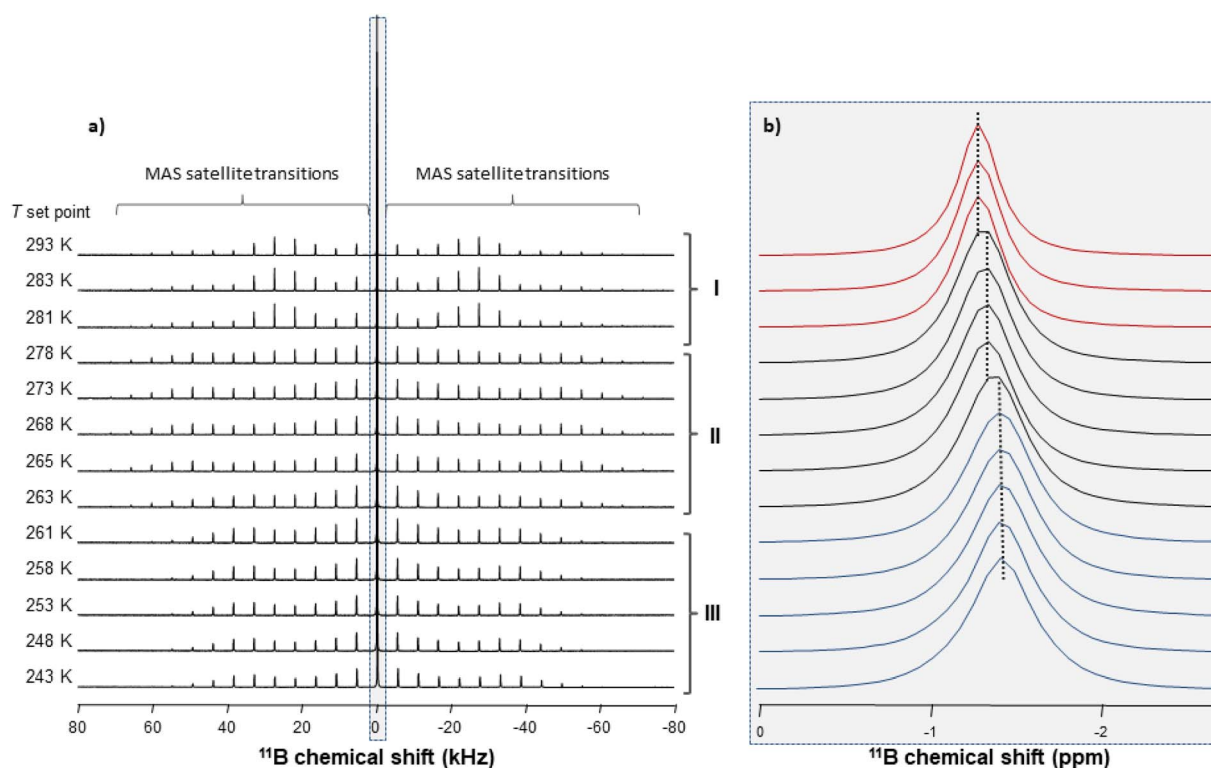 a)
MAS satellite transitions
MAS satellite transitions
T set point
293 K
283 K
281 K
278 K
273 K
268 K
265 K
263 K
261 K
258 K
253 K
248 K
243 K
I
II
III
80 60 40 20 0 -20 -40 -60 -80
¹¹B chemical shift (kHz)
b)
0 -1 -2
¹¹B chemical shift (ppm)